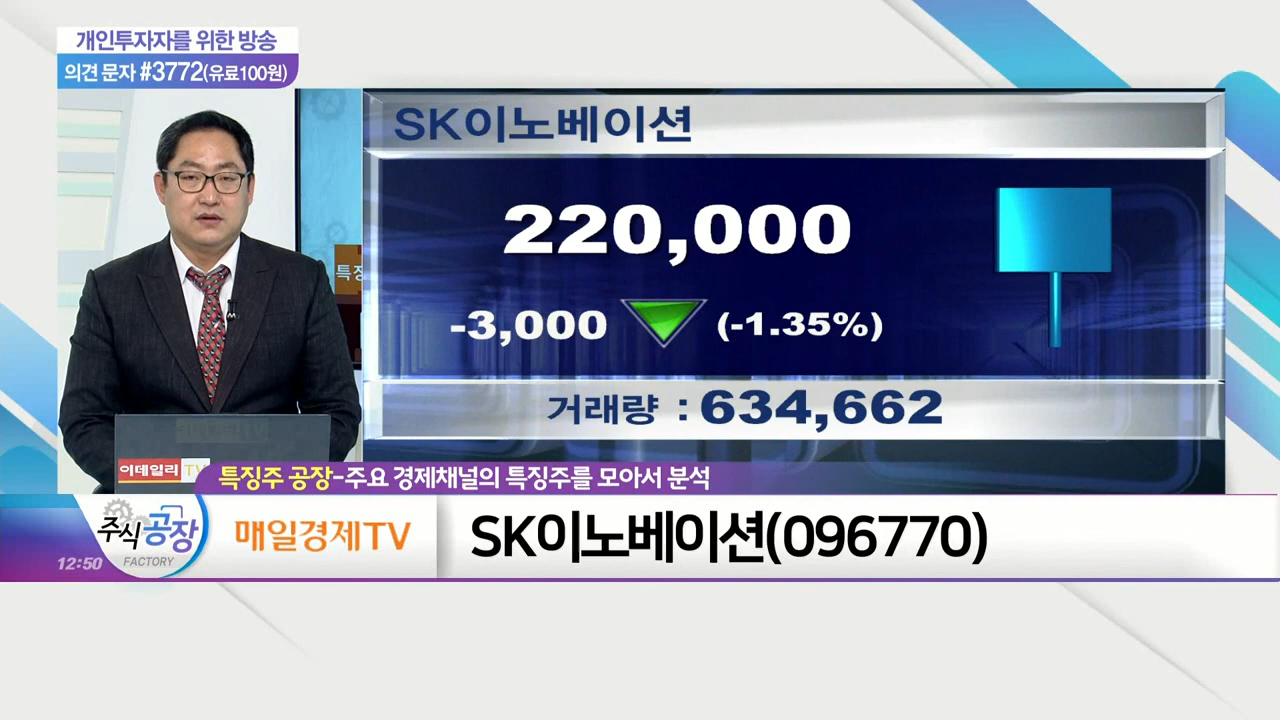 개인투자자를 위한 방송
의견 문자 #3772(유료100원)
SK이노베이션
220,000
-3,000 (-1.35%)
거래량 : 634,662
특징
이데일리 TV
특징주 공장-주요 경제채널의 특징주를 모아서 분석
주식공장
FACTORY
12:50
매일경제TV
SK이노베이션(096770)